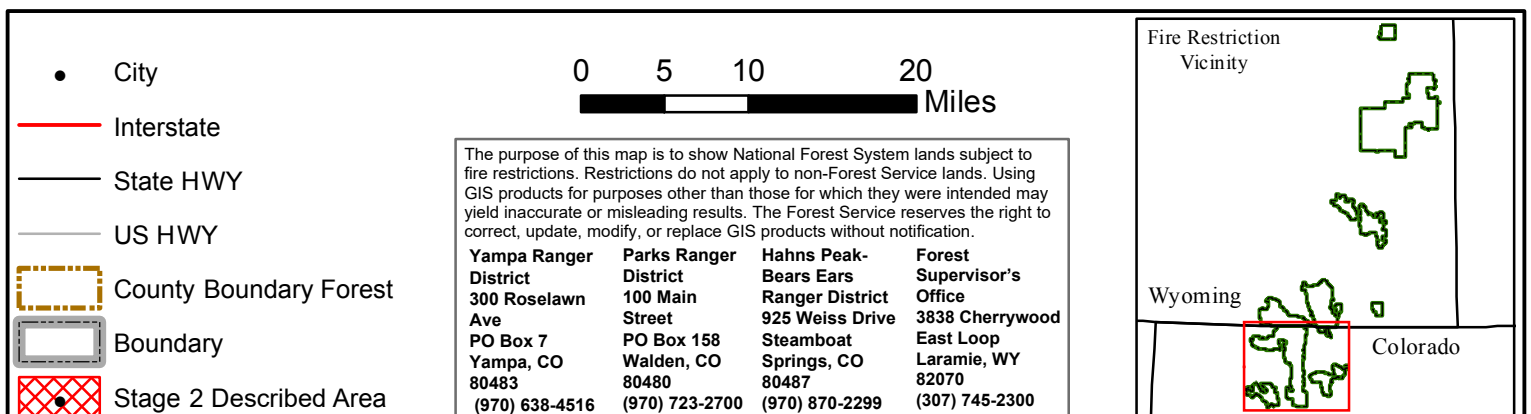 City
Interstate
State HWY
US HWY
County Boundary Forest
Boundary
Stage 2 Described Area
0 5 10 20
Miles
The purpose of this map is to show National Forest System lands subject to
fire restrictions. Restrictions do not apply to non-Forest Service lands. Using
GIS products for purposes other than those for which they were intended may
yield inaccurate or misleading results. The Forest Service reserves the right to
correct, update, modify, or replace GIS products without notification.
Yampa Ranger
District
300 Roselawn
Ave
PO Box 7
Yampa, CO
80483
(970) 638-4516
Parks Ranger
District
100 Main
Street
PO Box 158
Walden, CO
80480
(970) 723-2700
Hahns Peak-
Bears Ears
Ranger District
925 Weiss Drive
Steamboat
Springs, CO
80487
(970) 870-2299
Forest
Supervisor's
Office
3838 Cherrywood
East Loop
Laramie, WY
82070
(307) 745-2300
Fire Restriction
Vicinity
Wyoming
Colorado